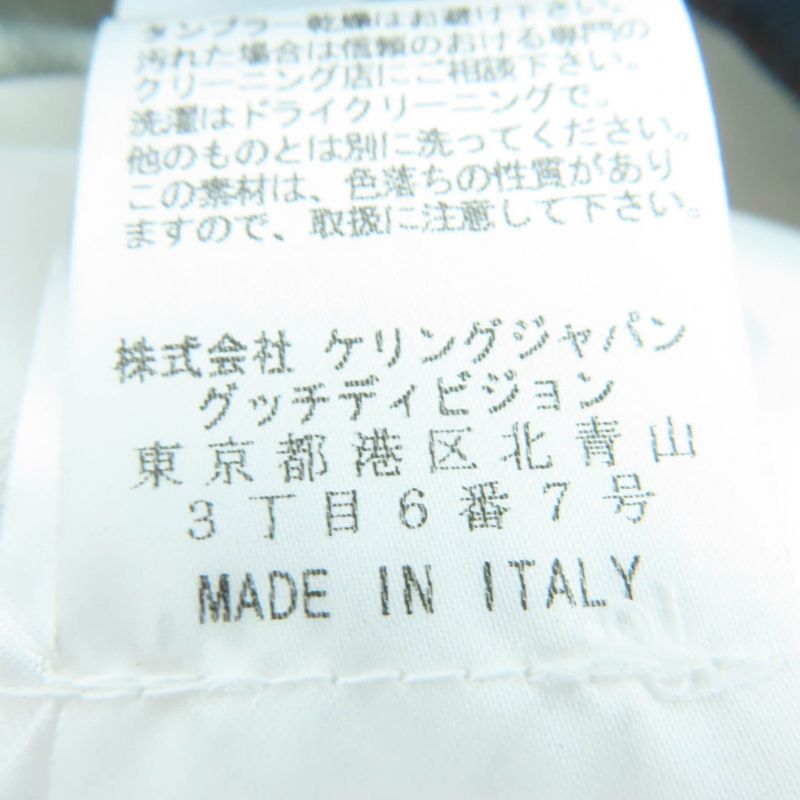 タンブラー乾燥はお避け下さい。
汚れた場合は信頼のおける専門の
クリーニング店にご相談下さい。
洗濯はドライクリーニングで。
他のものとは別に洗ってください。
この素材は、色落ちの性質があり
ますので、取扱に注意して下さい。
株式会社 ケリングジャパン
グッチディビジョン
東京都港区北青山
3丁目6番7号
MADE IN ITALY